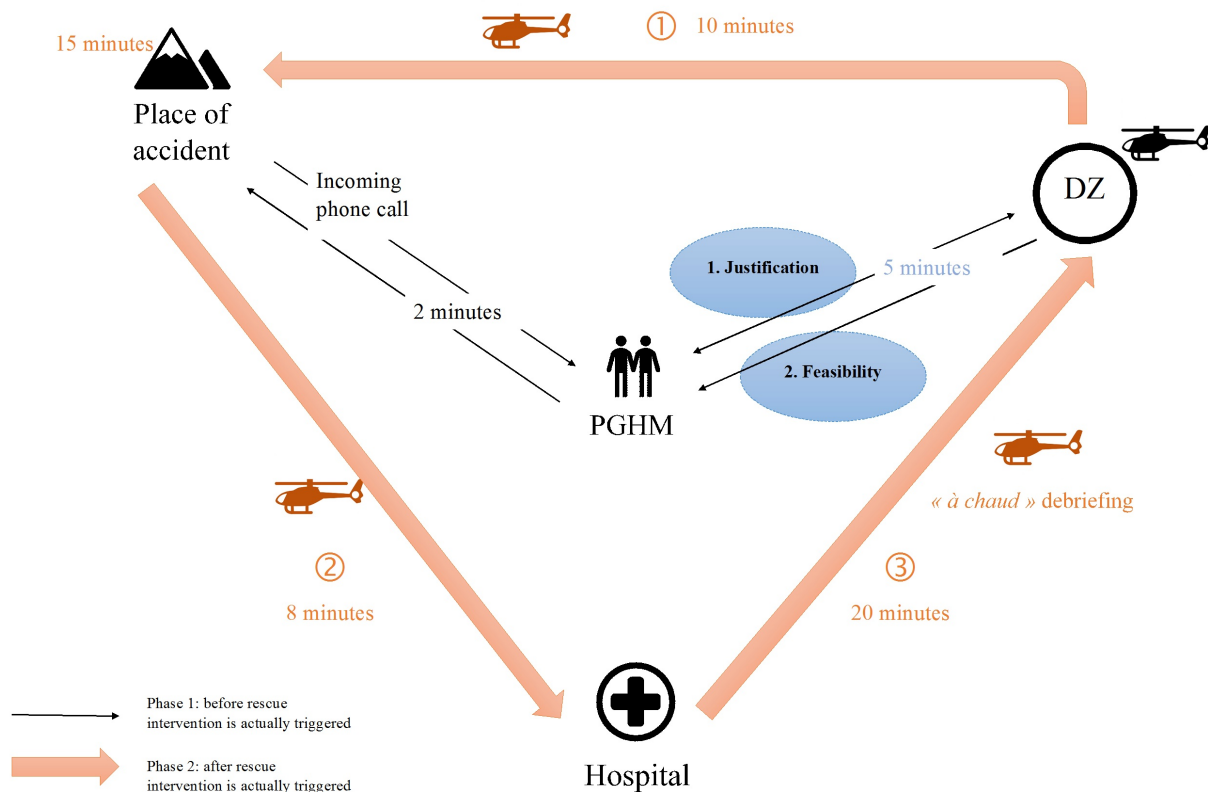 ① 10 minutes
15 minutes
Place of
accident
DZ
Incoming
phone call
1. Justification
5 minutes
2 minutes
2. Feasibility
PGHM
« à chaud » debriefing
②
8 minutes
③
20 minutes
Hospital
Phase 1: before rescue
intervention is actually triggered
Phase 2: after rescue
intervention is actually triggered